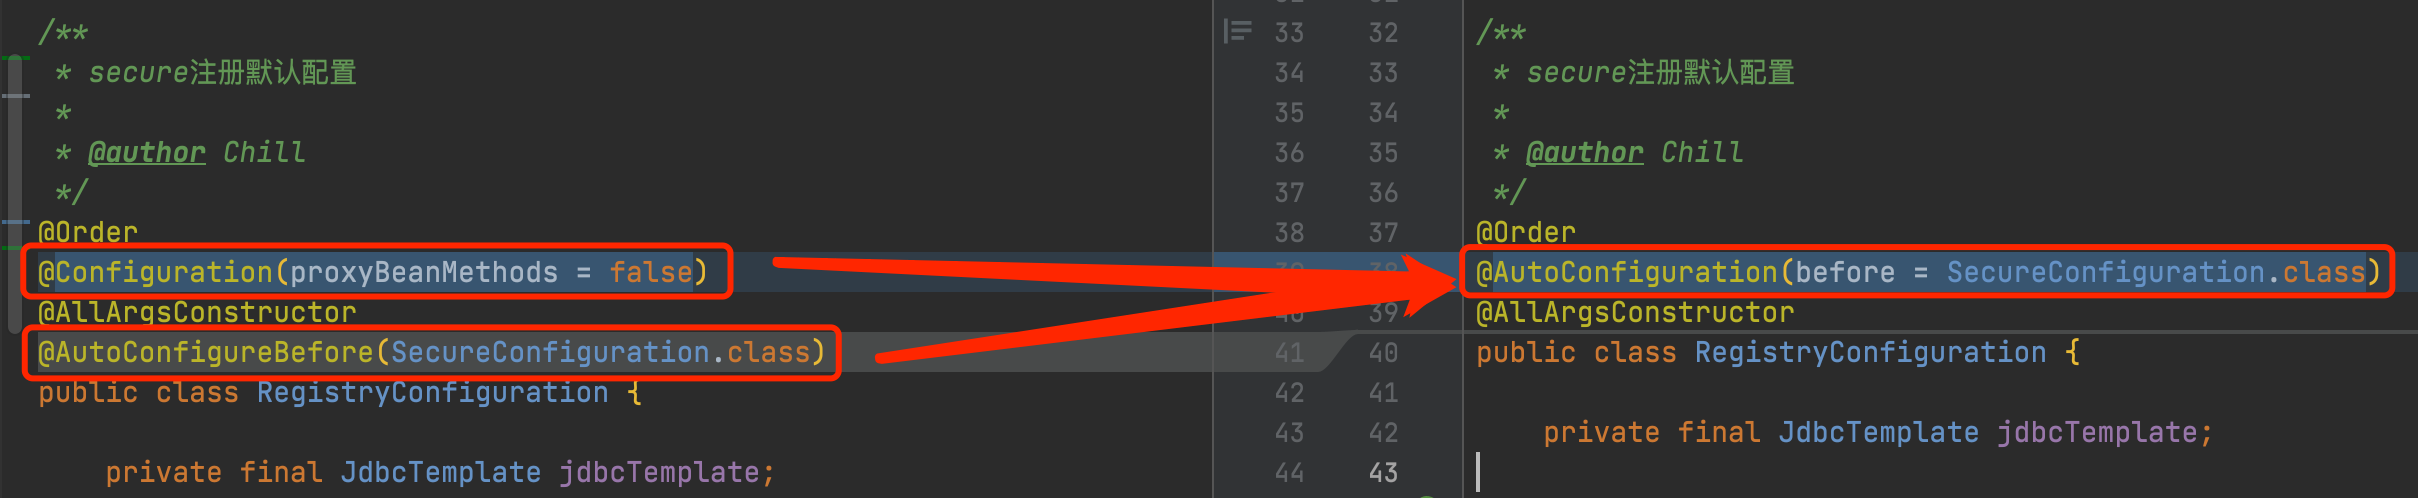 /**
* secure注册默认配置
*
* @author Chill
*/
@Order
@Configuration(proxyBeanMethods = false)
@AllArgsConstructor
@AutoConfigureBefore(SecureConfiguration.class)
public class RegistryConfiguration {
private final JdbcTemplate jdbcTemplate;
33 32
34 33
35 34
36 35
37 36
38 37
39 38
40 39
41 40
42 41
43 42
44 43
/**
* secure注册默认配置
*
* @author Chill
*/
@Order
@AutoConfiguration(before = SecureConfiguration.class)
@AllArgsConstructor
public class RegistryConfiguration {
private final JdbcTemplate jdbcTemplate;